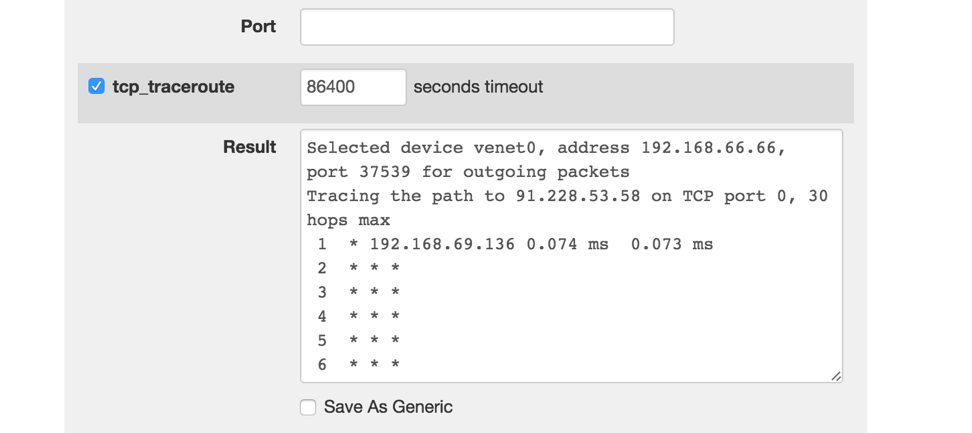 Port
tcp_traceroute 86400 seconds timeout
Result
Selected device venet0, address 192.168.66.66,
port 37539 for outgoing packets
Tracing the path to 91.228.53.58 on TCP port 0, 30
hops max
1 * 192.168.69.136 0.074 ms 0.073 ms
2 * * *
3 * * *
4 * * *
5 * * *
6 * * *
Save As Generic